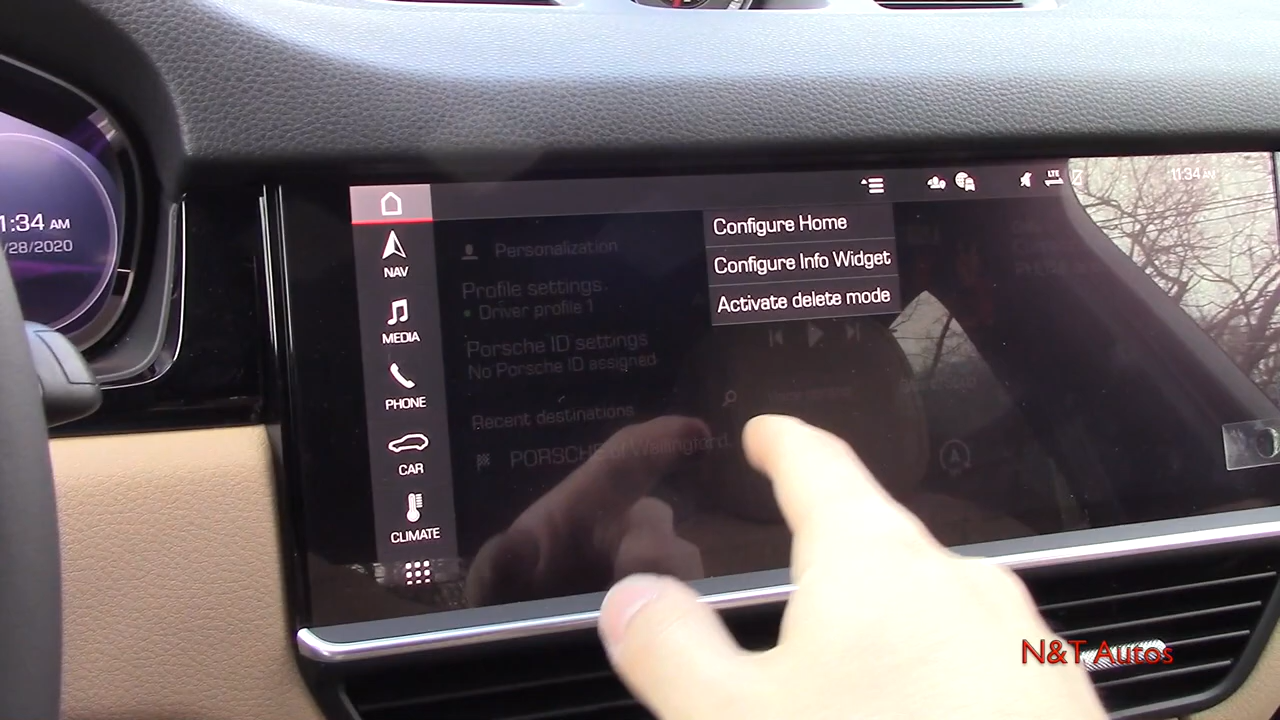 1:34 AM
/28/2020
LTE
11:34 AM
NAV
MEDIA
PHONE
CAR
CLIMATE
Personalization
Profile settings
• Driver profile 1
Porsche ID settings
No Porsche ID assigned
Recent destinations
PORSCHE of Wallingford
Configure Home
Configure Info Widget
Activate delete mode
A
N&T Autos